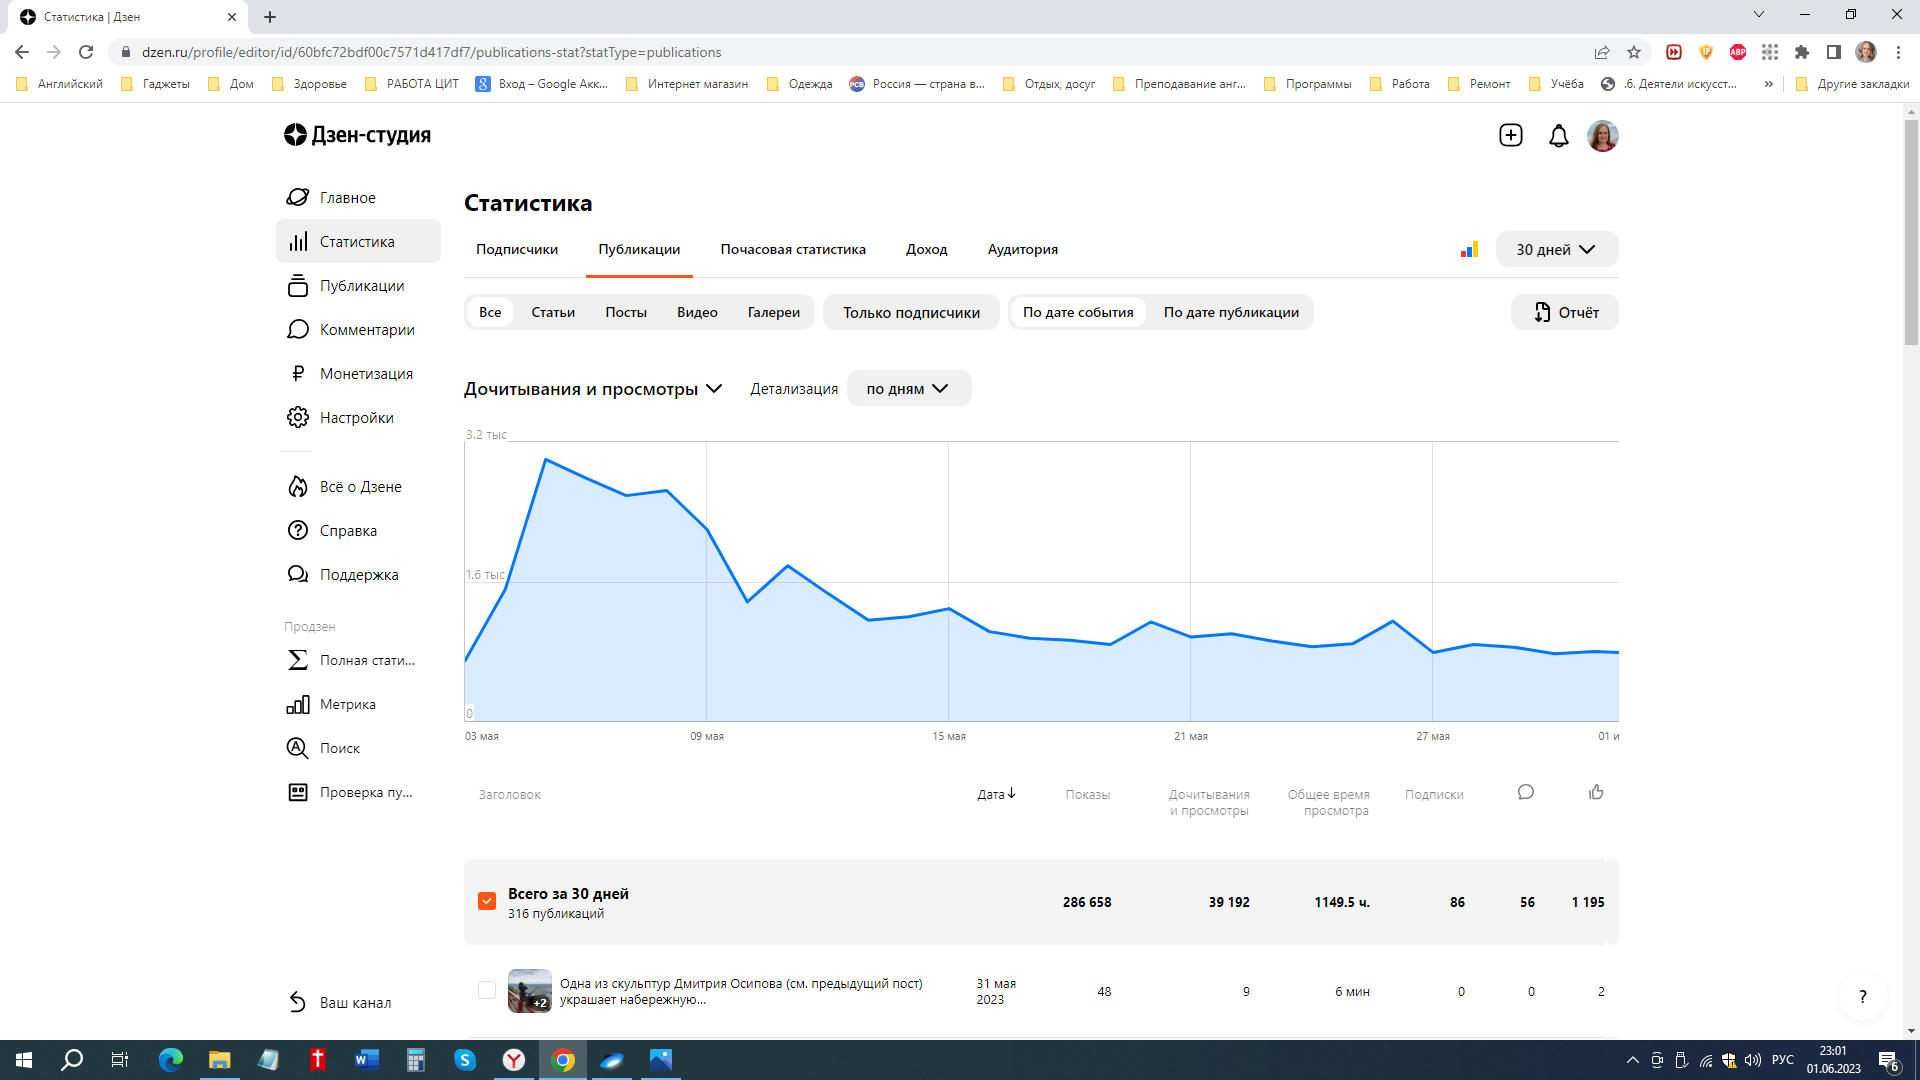 Статистика | Дзен
dzen.ru/profile/editor/id/60bfc72bdf00c7571d417df7/publications-stat?statType=publications
Английский
Гаджеты
Дом
Здоровье
РАБОТА ЦИТ
Вход – Google Акк...
Интернет магазин
Одежда
Россия — страна в...
Отдых, досуг
Преподавание анг...
Программы
Работа
Ремонт
Учёба
.6. Деятели искусст...
»
Другие закладки
Дзен-студия
Главное
Статистика
Публикации
Комментарии
Монетизация
Настройки
Всё о Дзене
Справка
Поддержка
Продзен
Полная стати...
Метрика
Поиск
Проверка пу...
Ваш канал
Статистика
Подписчики
Публикации
Почасовая статистика
Доход
Аудитория
30 дней
Все
Статьи
Посты
Видео
Галереи
Только подписчики
По дате события
По дате публикации
Отчёт
Дочитывания и просмотры
Детализация
по дням
3.2 тыс
1.6 тыс
0
03 мая
09 мая
15 мая
21 мая
27 мая
01 и
Заголовок
Дата
Показы
Дочитывания
и просмотры
Общее время
просмотра
Подписки
Всего за 30 дней
316 публикаций
286 658
39 192
1149.5 ч.
86
56
1 195
+2
Одна из скульптур Дмитрия Осипова (см. предыдущий пост)
украшает набережную...
31 мая
2023
48
9
6 мин
0
0
2
?
РУС
23:01
01.06.2023
6